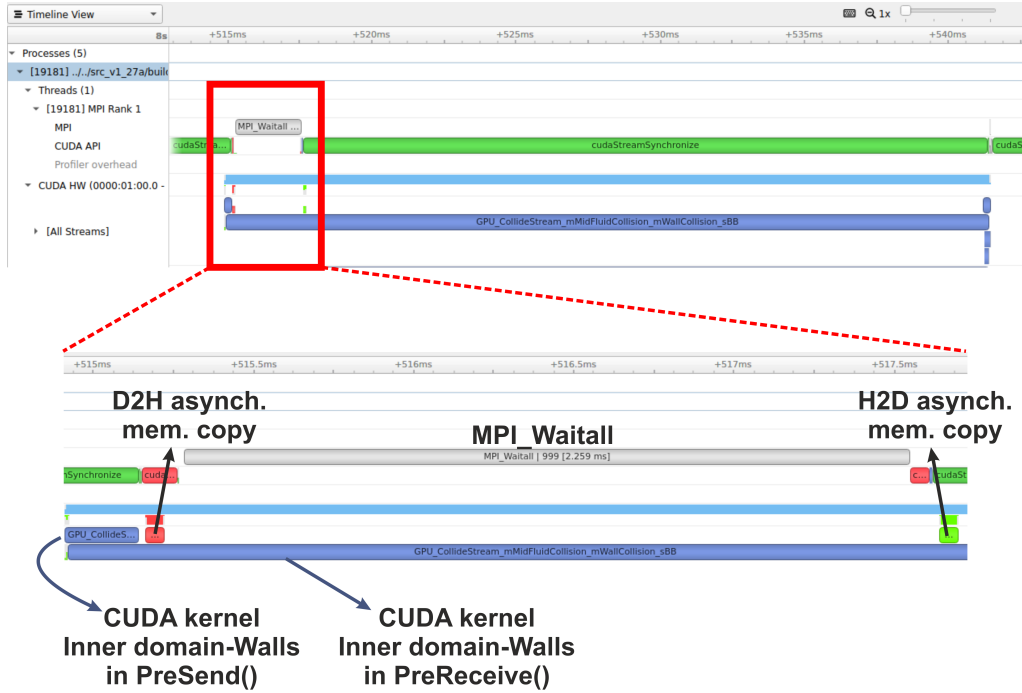 Timeline View
1x
8s
+515ms +520ms +525ms +530ms +535ms +540ms
Processes (5)
[19181] ../../src_v1_27a/build
Threads (1)
[19181] MPI Rank 1
MPI
MPI_Waitall ...
CUDA API
cudaStrea...
cudaStreamSynchronize
cudaS
Profiler overhead
CUDA HW (0000:01:00.0 -
GPU_CollideStream_mMidFluidCollision_mWallCollision_sBB
[All Streams]
+515ms +515.5ms +516ms +516.5ms +517ms +517.5ms
D2H asynch.
mem. copy
H2D asynch.
mem. copy
MPI_Waitall
MPI_Waitall | 999 [2.259 ms]
nSynchronize
cuda...
c...
cudaSt
GPU_CollideS...
...
GPU_CollideStream_mMidFluidCollision_mWallCollision_sBB
CUDA kernel
Inner domain-Walls
in PreSend()
CUDA kernel
Inner domain-Walls
in PreReceive()